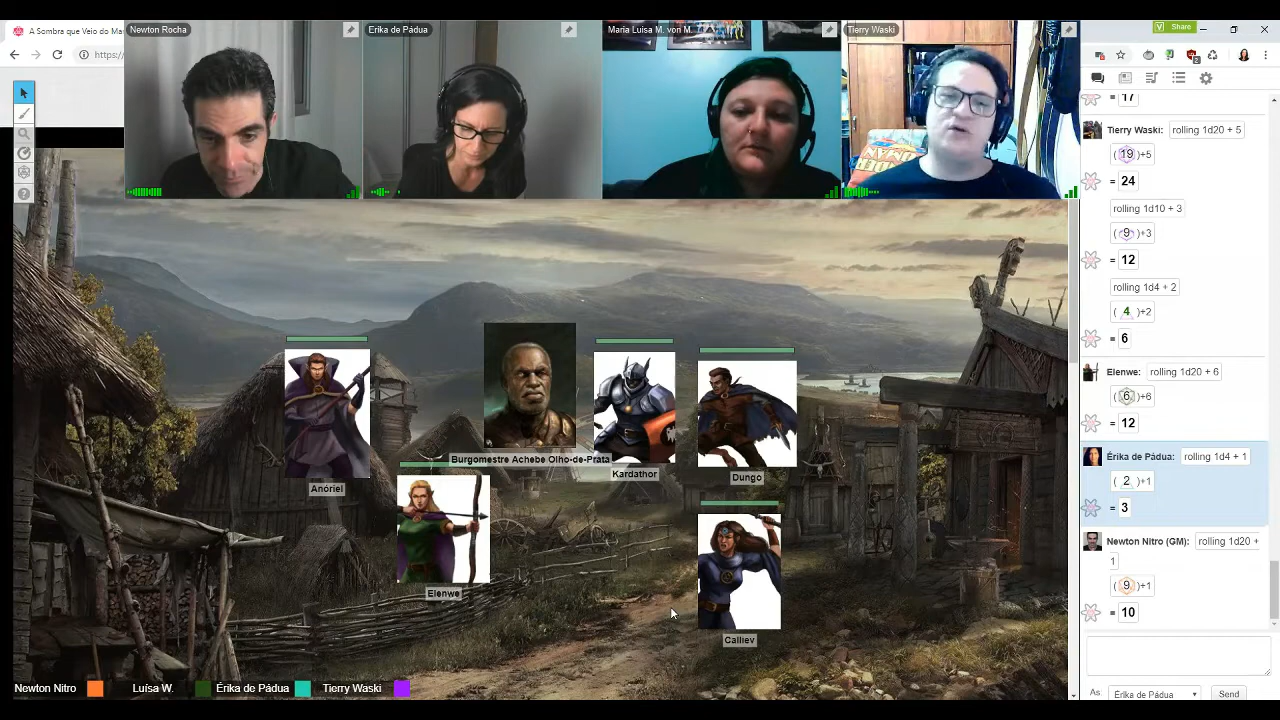 A Sombra que Veio do Ma
https:/
Newton Rocha
Erika de Pádua
Maria Luisa M. von M.
Tierry Waski
Share
= 17
Tierry Waski: rolling 1d20 + 5
(19)+5
= 24
rolling 1d10 + 3
(9)+3
= 12
rolling 1d4 + 2
(4)+2
= 6
Elenwe: rolling 1d20 + 6
(6)+6
= 12
Érika de Pádua: rolling 1d4 + 1
(2)+1
= 3
Newton Nitro (GM): rolling 1d20 +
1
(9)+1
= 10
As: Érika de Pádua
Send
Anóriel
Burgomestre Achebe Olho-de-Prata
Kardathor
Dungo
Elenwe
Calliev
Newton Nitro
Luísa W.
Érika de Pádua
Tierry Waski